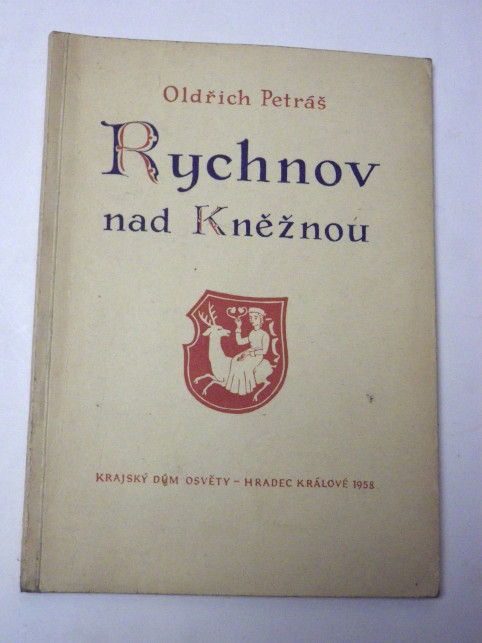 Oldřich Petráš
Rychnov
nad Kněžnou
KRAJSKÝ DŮM OSVĚTY – HRADEC KRÁLOVÉ 1958